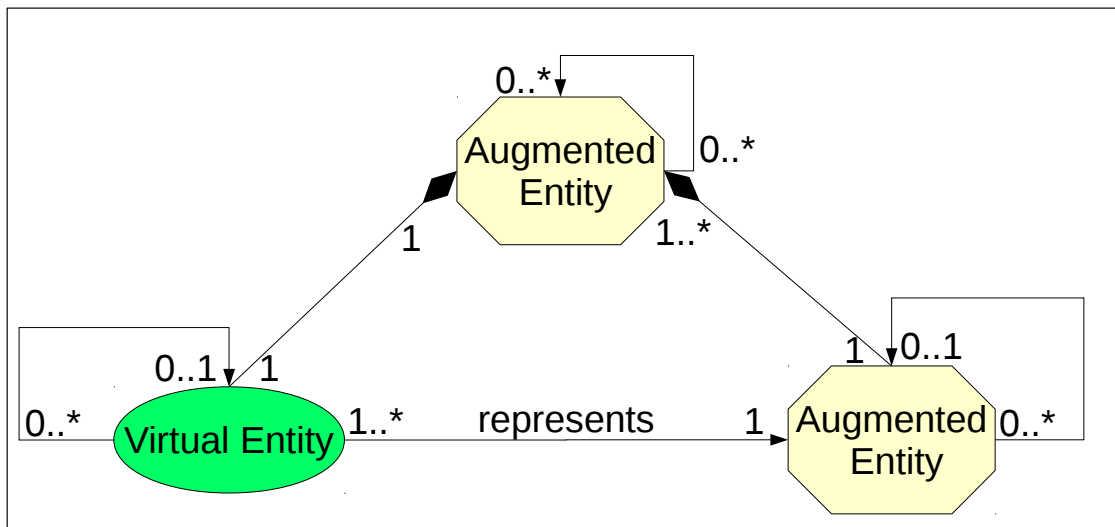 0..*
Augmented
Entity
0..*
1
1..*
0..1
1
1
0..1
0..*
Virtual Entity
1..*
represents
1
Augmented
Entity
0..*